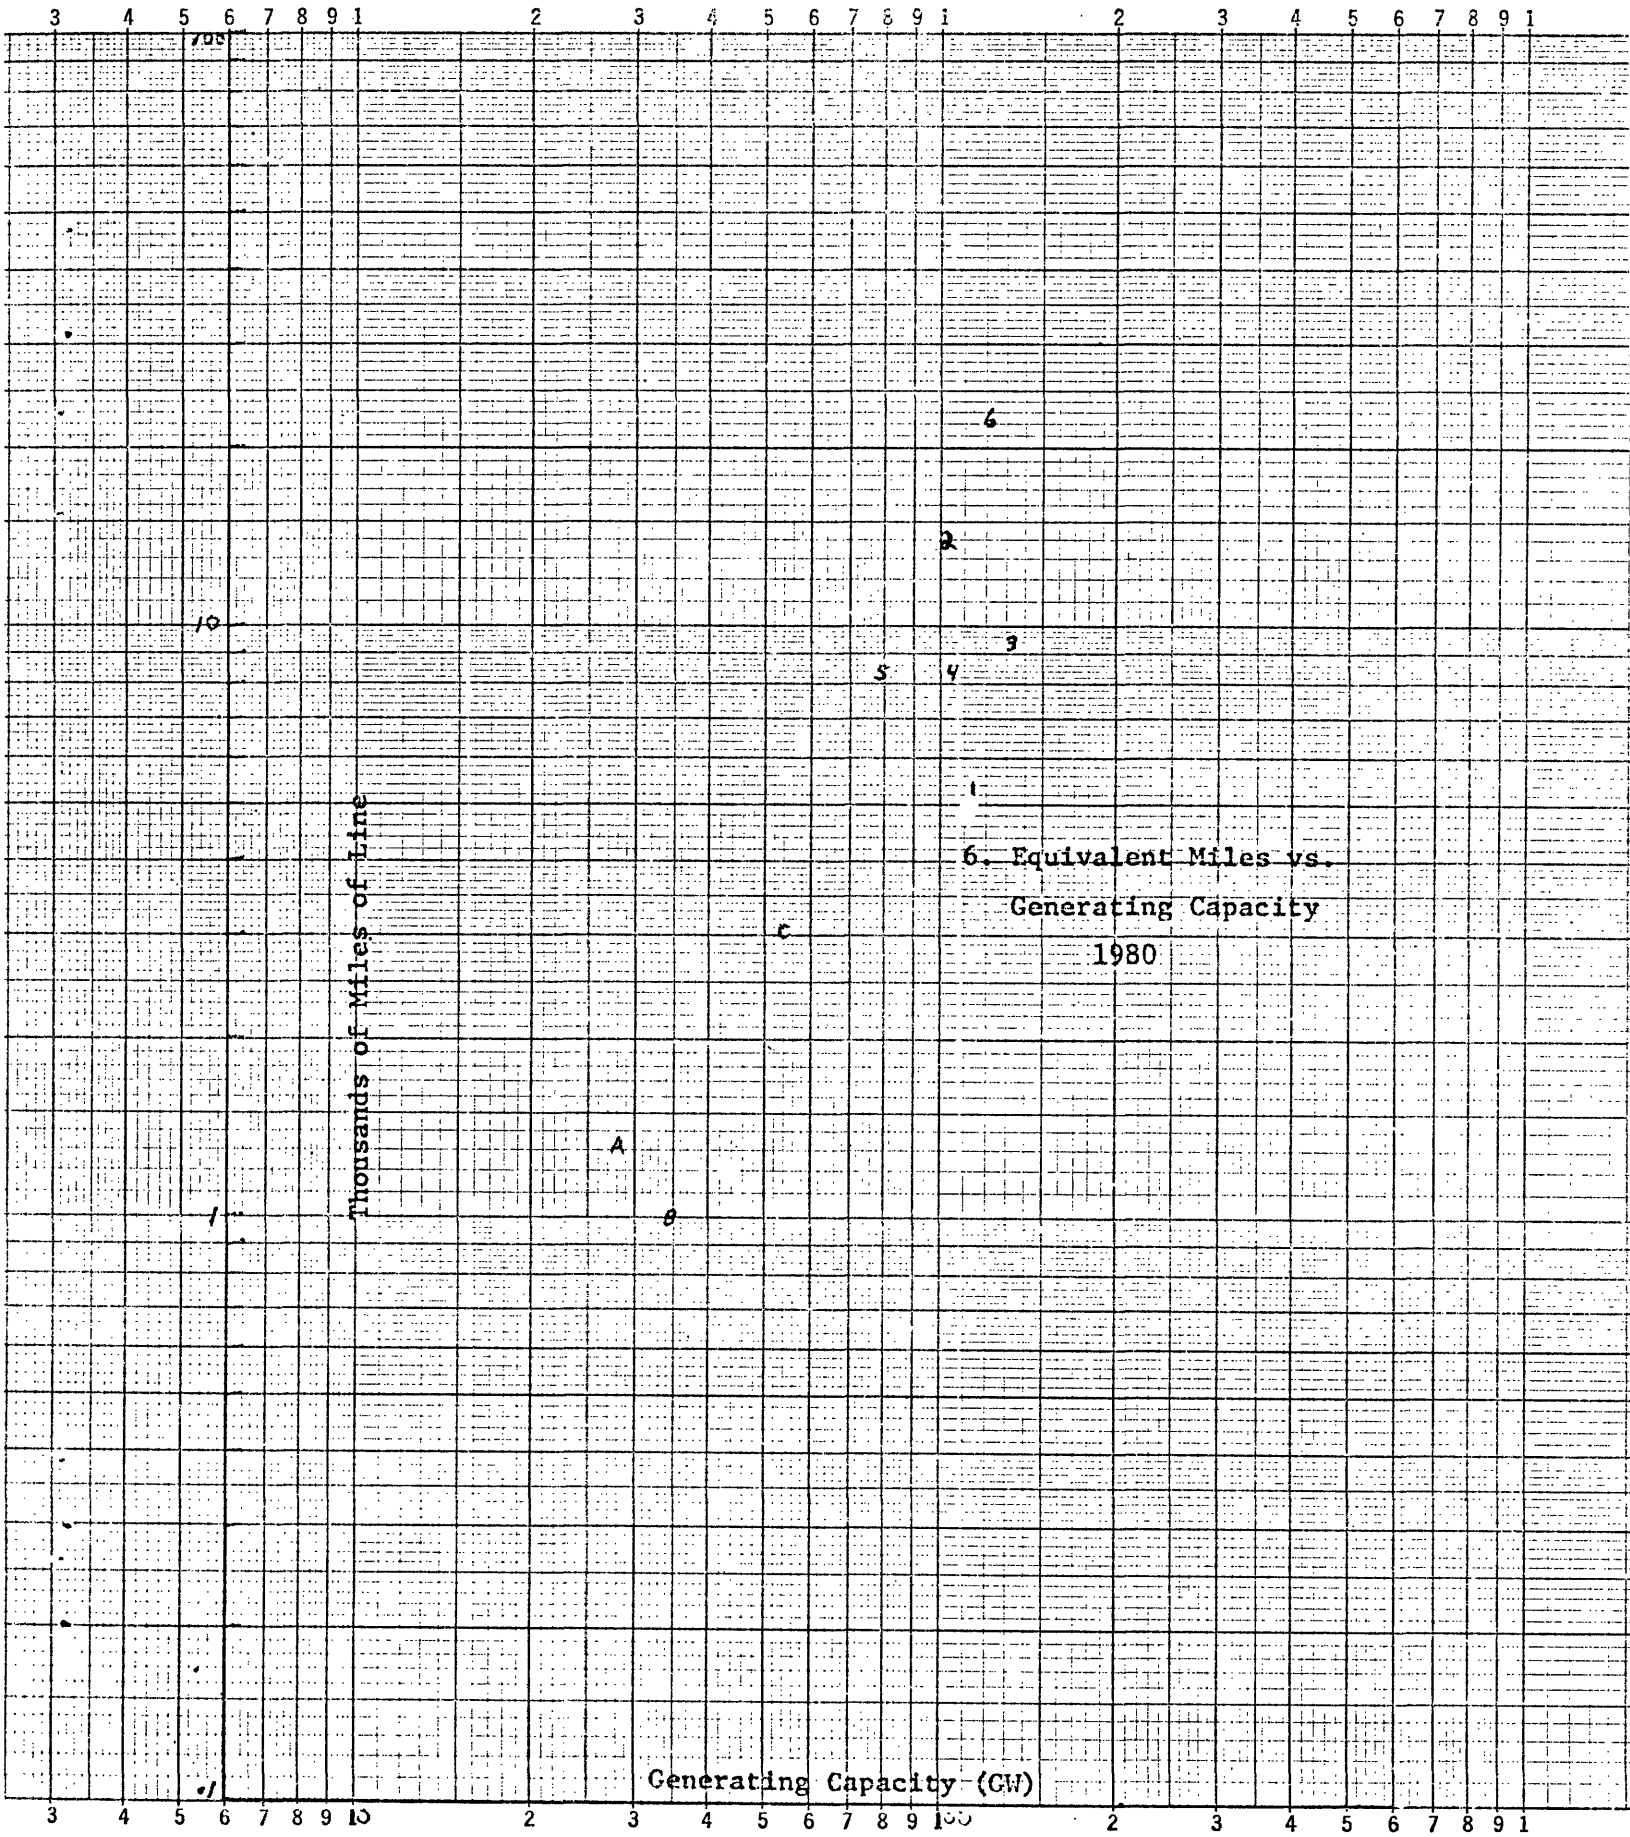 3 4 5 6 7 8 9 1 2 3 4 5 6 7 8 9 1 2 3 4 5 6 7 8 9 1
100
6
2
10
3
5 4
1
Thousands of Miles of Line
6. Equivalent Miles vs.
Generating Capacity
1980
C
A
1
B
.1
Generating Capacity (GW)
3 4 5 6 7 8 9 10 2 3 4 5 6 7 8 9 100 2 3 4 5 6 7 8 9 1